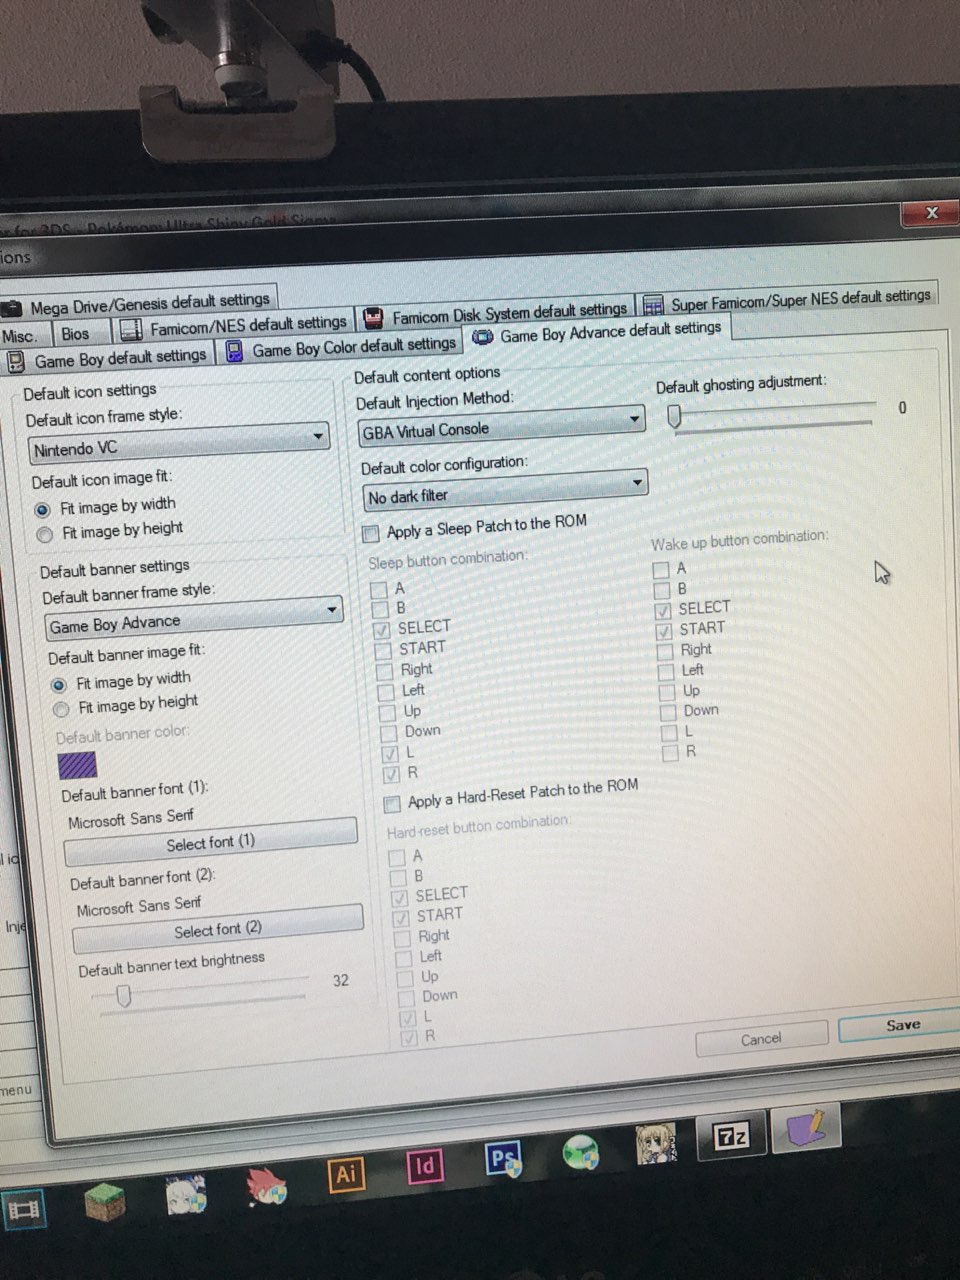 for 3DS - Pokémon Ultra Shiny Gold Sigma
ions
Mega Drive/Genesis default settings
Misc.
Bios
Famicom/NES default settings
Famicom Disk System default settings
Super Famicom/Super NES default settings
Game Boy default settings
Game Boy Color default settings
Game Boy Advance default settings
Default icon settings
Default icon frame style:
Nintendo VC
Default icon image fit:
Fit image by width
Fit image by height
Default banner settings
Default banner frame style:
Game Boy Advance
Default banner image fit:
Fit image by width
Fit image by height
Default banner color:
Default banner font (1):
Microsoft Sans Serif
Select font (1)
Default banner font (2):
Microsoft Sans Serif
Select font (2)
Default banner text brightness
32
Default content options
Default Injection Method:
GBA Virtual Console
Default ghosting adjustment:
0
Default color configuration:
No dark filter
Apply a Sleep Patch to the ROM
Sleep button combination:
A
B
SELECT
START
Right
Left
Up
Down
L
R
Wake up button combination:
A
B
SELECT
START
Right
Left
Up
Down
L
R
Apply a Hard-Reset Patch to the ROM
Hard-reset button combination:
A
B
SELECT
START
Right
Left
Up
Down
L
R
Cancel
Save
Inje
menu
Ai
Id
Ps
7z